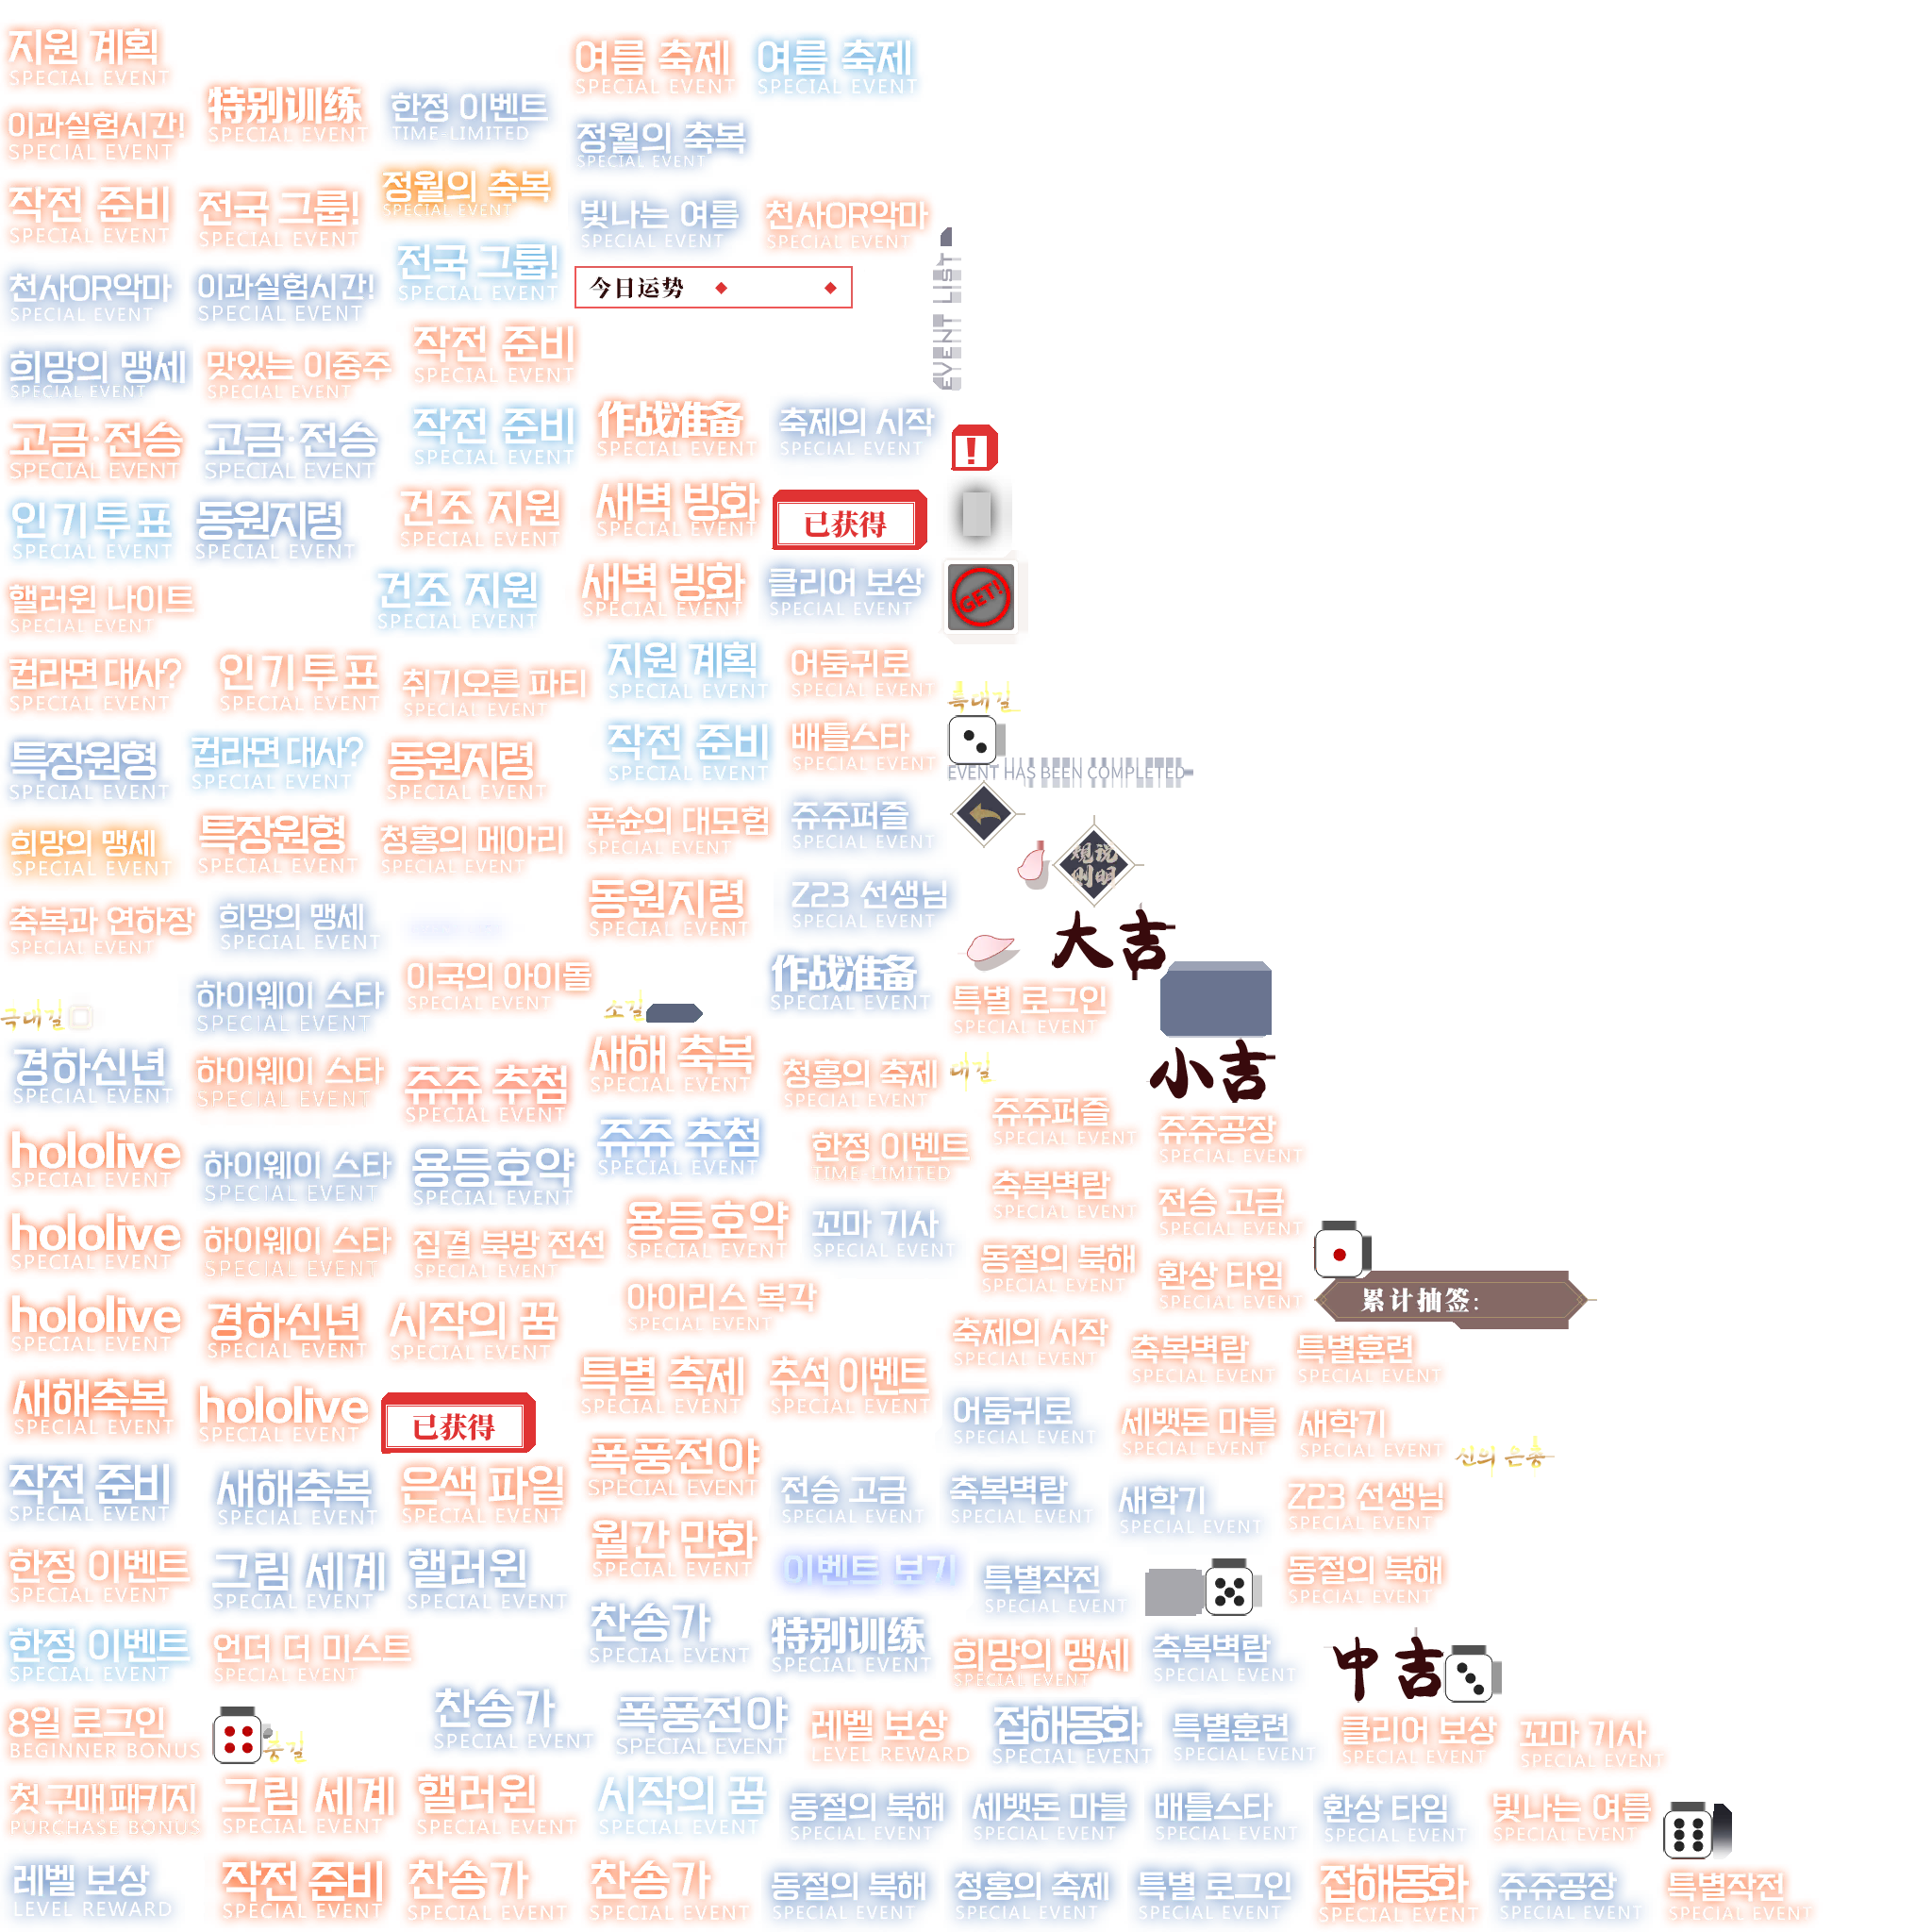 지원 계획
SPECIAL EVENT
여름 축제
SPECIAL EVENT
여름 축제
SPECIAL EVENT
特别训练
SPECIAL EVENT
한정 이벤트
TIME-LIMITED
이과실험시간!
SPECIAL EVENT
정월의 축복
SPECIAL EVENT
작전 준비
SPECIAL EVENT
전국 그룹!
SPECIAL EVENT
정월의 축복
SPECIAL EVENT
빛나는 여름
SPECIAL EVENT
천사OR악마
SPECIAL EVENT
천사OR악마
SPECIAL EVENT
이과실험시간!
SPECIAL EVENT
전국 그룹!
SPECIAL EVENT
今日运势
EVENT LIST
희망의 맹세
SPECIAL EVENT
맛있는 이중주
SPECIAL EVENT
작전 준비
SPECIAL EVENT
고금·전승
SPECIAL EVENT
고금·전승
SPECIAL EVENT
작전 준비
SPECIAL EVENT
作战准备
SPECIAL EVENT
축제의 시작
SPECIAL EVENT
!
인기투표
SPECIAL EVENT
동원지령
SPECIAL EVENT
건조 지원
SPECIAL EVENT
새벽 빙화
SPECIAL EVENT
已获得
핼러윈 나이트
SPECIAL EVENT
건조 지원
SPECIAL EVENT
새벽 빙화
SPECIAL EVENT
클리어 보상
SPECIAL EVENT
GET!
컵라면 대사?
SPECIAL EVENT
인기투표
SPECIAL EVENT
취기오른 파티
SPECIAL EVENT
지원 계획
SPECIAL EVENT
어둠귀로
SPECIAL EVENT
특대길
특장원형
SPECIAL EVENT
컵라면 대사?
SPECIAL EVENT
동원지령
SPECIAL EVENT
작전 준비
SPECIAL EVENT
배틀스타
SPECIAL EVENT
EVENT HAS BEEN COMPLETED
희망의 맹세
SPECIAL EVENT
특장원형
SPECIAL EVENT
청홍의 메아리
SPECIAL EVENT
푸슌의 대모험
SPECIAL EVENT
쥬쥬퍼즐
SPECIAL EVENT
规说
则明
축복과 연하장
SPECIAL EVENT
희망의 맹세
SPECIAL EVENT
동원지령
SPECIAL EVENT
Z23 선생님
SPECIAL EVENT
大吉
극대길
하이웨이 스타
SPECIAL EVENT
이국의 아이돌
SPECIAL EVENT
소길
作战准备
SPECIAL EVENT
특별 로그인
SPECIAL EVENT
경하신년
SPECIAL EVENT
하이웨이 스타
SPECIAL EVENT
쥬쥬 추첨
SPECIAL EVENT
새해 축복
SPECIAL EVENT
청홍의 축제
SPECIAL EVENT
대길
小吉
hololive
SPECIAL EVENT
하이웨이 스타
SPECIAL EVENT
용등호약
SPECIAL EVENT
쥬쥬 추첨
SPECIAL EVENT
한정 이벤트
TIME-LIMITED
쥬쥬퍼즐
SPECIAL EVENT
쥬쥬공장
SPECIAL EVENT
hololive
SPECIAL EVENT
하이웨이 스타
SPECIAL EVENT
집결 북방 전선
SPECIAL EVENT
용등호약
SPECIAL EVENT
꼬마 기사
SPECIAL EVENT
축복벽람
SPECIAL EVENT
전승 고금
SPECIAL EVENT
동절의 북해
SPECIAL EVENT
환상 타임
SPECIAL EVENT
累计抽签:
hololive
SPECIAL EVENT
경하신년
SPECIAL EVENT
시작의 꿈
SPECIAL EVENT
아이리스 복각
SPECIAL EVENT
축제의 시작
SPECIAL EVENT
축복벽람
SPECIAL EVENT
특별훈련
SPECIAL EVENT
새해축복
SPECIAL EVENT
hololive
SPECIAL EVENT
已获得
특별 축제
SPECIAL EVENT
추석 이벤트
SPECIAL EVENT
어둠귀로
SPECIAL EVENT
세뱃돈 마블
SPECIAL EVENT
새학기
SPECIAL EVENT
신의 은총
작전 준비
SPECIAL EVENT
새해축복
SPECIAL EVENT
은색 파일
SPECIAL EVENT
폭풍전야
SPECIAL EVENT
전승 고금
SPECIAL EVENT
축복벽람
SPECIAL EVENT
새학기
SPECIAL EVENT
Z23 선생님
SPECIAL EVENT
한정 이벤트
SPECIAL EVENT
그림 세계
SPECIAL EVENT
핼러윈
SPECIAL EVENT
월간 만화
SPECIAL EVENT
이벤트 보기
특별작전
SPECIAL EVENT
동절의 북해
SPECIAL EVENT
한정 이벤트
SPECIAL EVENT
언더 더 미스트
SPECIAL EVENT
찬송가
SPECIAL EVENT
特别训练
SPECIAL EVENT
희망의 맹세
SPECIAL EVENT
축복벽람
SPECIAL EVENT
中吉
8일 로그인
BEGINNER BONUS
중길
찬송가
SPECIAL EVENT
폭풍전야
SPECIAL EVENT
레벨 보상
LEVEL REWARD
접해몽화
SPECIAL EVENT
특별훈련
SPECIAL EVENT
클리어 보상
SPECIAL EVENT
꼬마 기사
SPECIAL EVENT
첫 구매 패키지
PURCHASE BONUS
그림 세계
SPECIAL EVENT
핼러윈
SPECIAL EVENT
시작의 꿈
SPECIAL EVENT
동절의 북해
SPECIAL EVENT
세뱃돈 마블
SPECIAL EVENT
배틀스타
SPECIAL EVENT
환상 타임
SPECIAL EVENT
빛나는 여름
SPECIAL EVENT
레벨 보상
LEVEL REWARD
작전 준비
SPECIAL EVENT
찬송가
SPECIAL EVENT
찬송가
SPECIAL EVENT
동절의 북해
SPECIAL EVENT
청홍의 축제
SPECIAL EVENT
특별 로그인
SPECIAL EVENT
접해몽화
SPECIAL EVENT
쥬쥬공장
SPECIAL EVENT
특별작전
SPECIAL EVENT